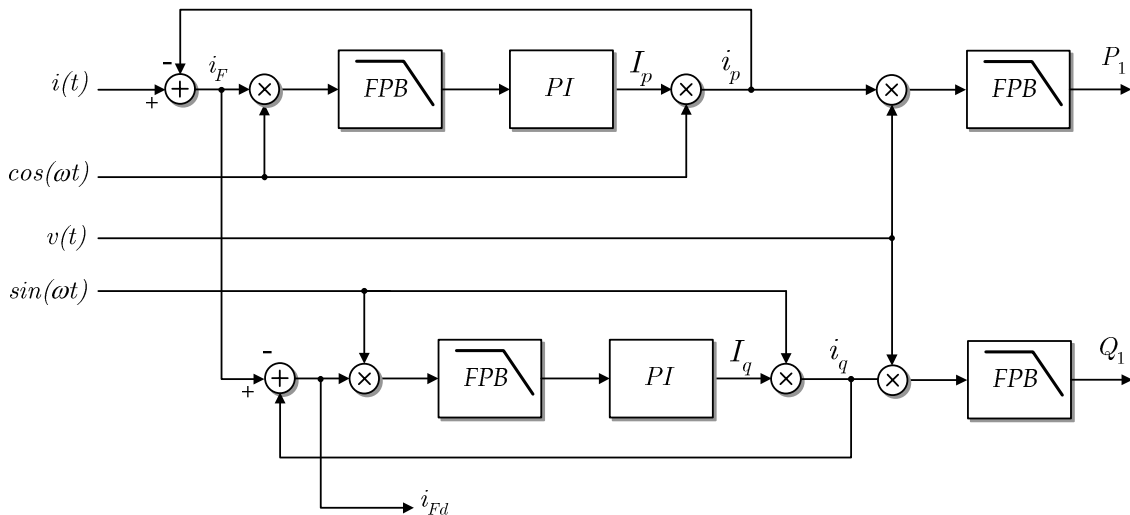 i(t)
-
+
+
i_F
×
FPB
PI
I_p
×
i_p
×
FPB
P_1
cos(ωt)
v(t)
sin(ωt)
-
+
+
×
FPB
PI
I_q
×
i_q
×
FPB
Q_1
i_Fd